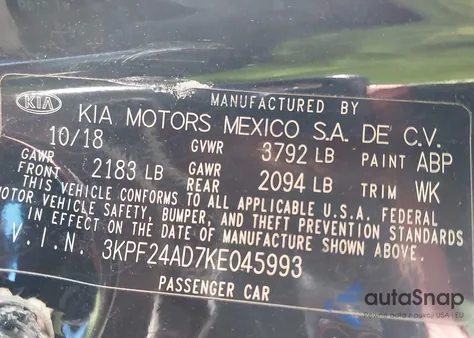 MANUFACTURED BY
KIA KIA MOTORS MEXICO S.A. DE C.V.
10/18 GVWR 3792 LB PAINT ABP
GAWR FRONT 2183 LB GAWR REAR 2094 LB TRIM WK
THIS VEHICLE CONFORMS TO ALL APPLICABLE U.S.A. FEDERAL
MOTOR VEHICLE SAFETY, BUMPER, AND THEFT PREVENTION STANDARDS
IN EFFECT ON THE DATE OF MANUFACTURE SHOWN ABOVE.
V.I.N. 3KPF24AD7KE045993
PASSENGER CAR
autoSnap